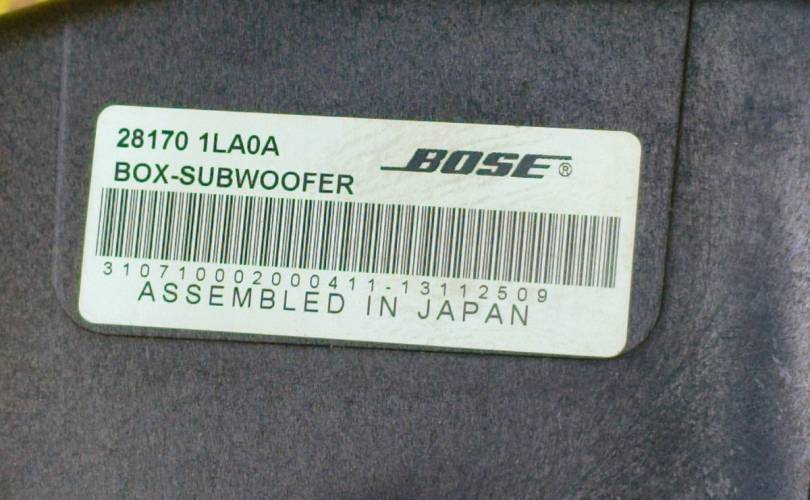 28170 1LA0A
BOX-SUBWOOFER
BOSE®
310710002000411-13112509
ASSEMBLED IN JAPAN